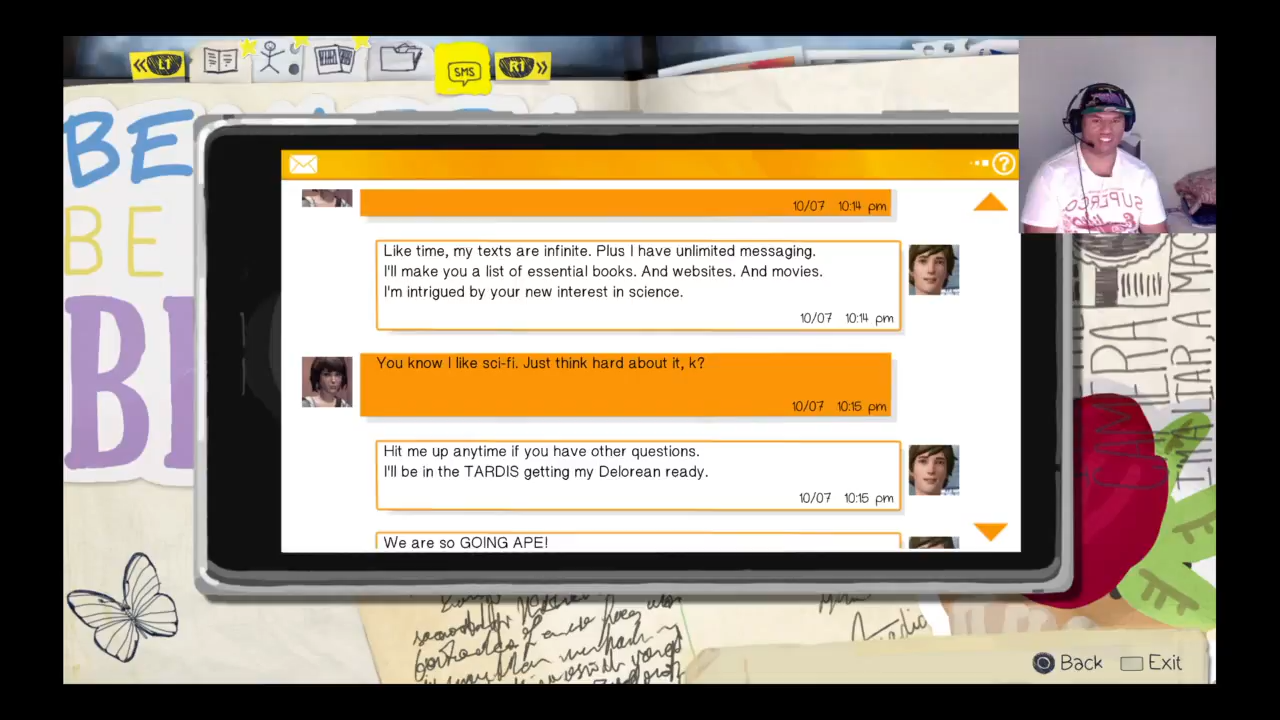 LT
SMS
R1
BE
BE
BE
10/07 10:14 pm
Like time, my texts are infinite. Plus I have unlimited messaging.
I'll make you a list of essential books. And websites. And movies.
I'm intrigued by your new interest in science.
10/07 10:14 pm
You know I like sci-fi. Just think hard about it, k?
10/07 10:15 pm
Hit me up anytime if you have other questions.
I'll be in the TARDIS getting my Delorean ready.
10/07 10:15 pm
We are so GOING APE!
Back
Exit